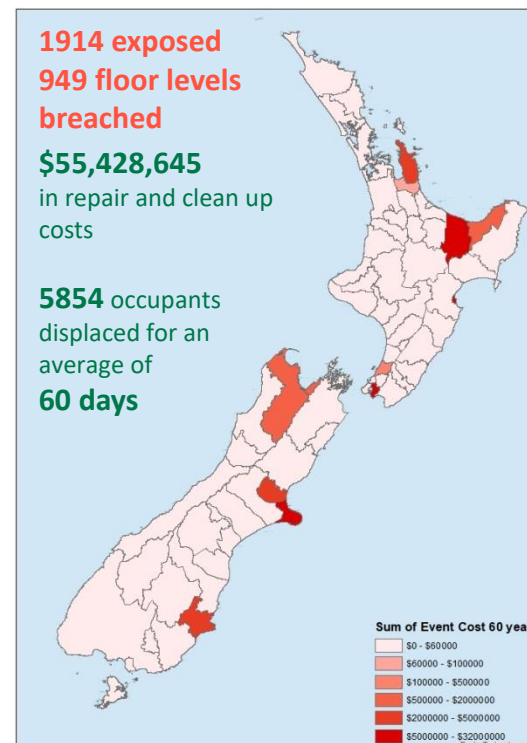 1914 exposed
949 floor levels
breached
$55,428,645
in repair and clean up
costs
5854 occupants
displaced for an
average of
60 days
Sum of Event Cost 60 yea
$0 - $60000
$60000 - $100000
$100000 - $500000
$500000 - $2000000
$2000000 - $5000000
$5000000 - $32000000